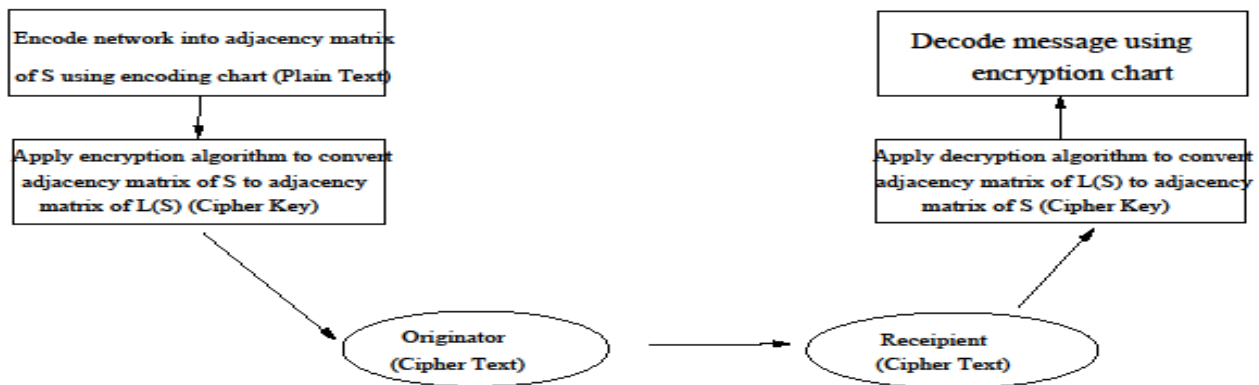 Encode network into adjacency matrix
of S using encoding chart (Plain Text)
Apply encryption algorithm to convert
adjacency matrix of S to adjacency
matrix of L(S) (Cipher Key)
Originator
(Cipher Text)
Receipient
(Cipher Text)
Apply decryption algorithm to convert
adjacency matrix of L(S) to adjacency
matrix of S (Cipher Key)
Decode message using
encryption chart